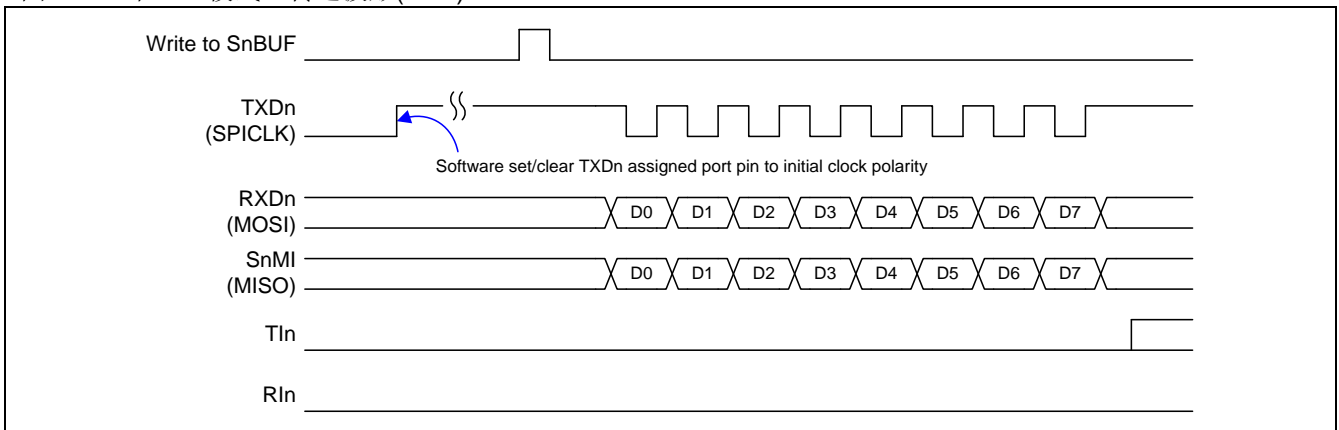 Write to SnBUF
TXDn
(SPICLK)
Software set/clear TXDn assigned port pin to initial clock polarity
RXDn
(MOSI)
D0 D1 D2 D3 D4 D5 D6 D7
SnMI
(MISO)
D0 D1 D2 D3 D4 D5 D6 D7
TIn
RIn